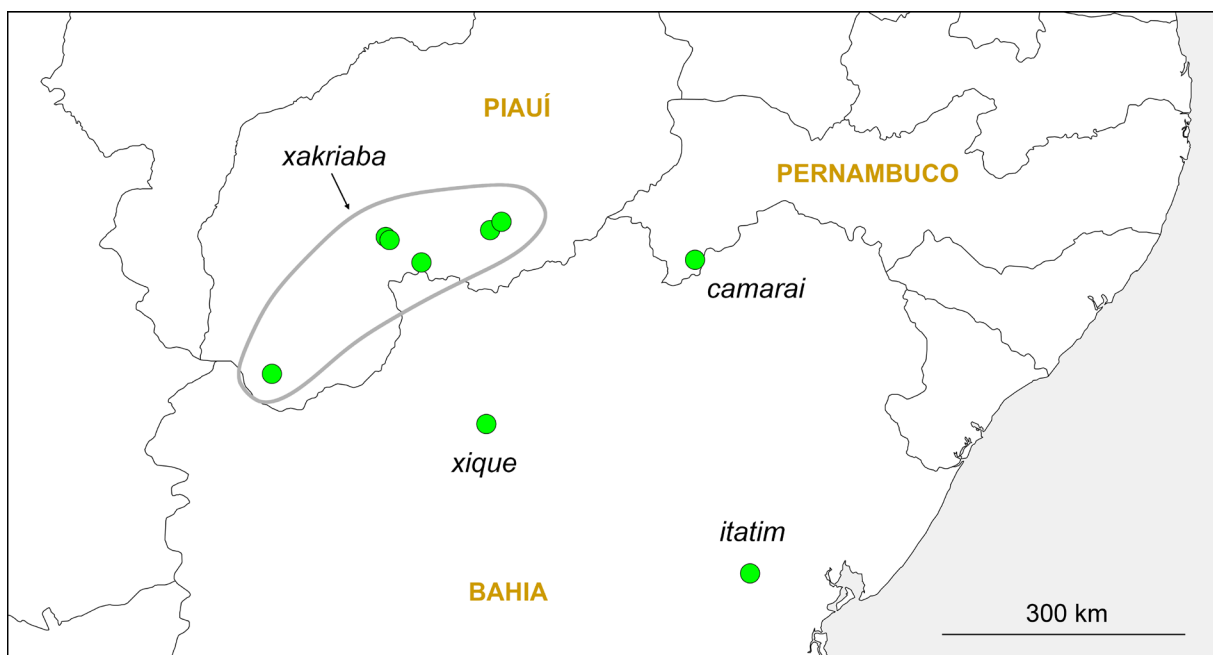 PIAUÍ
xakriaba
PERNAMBUCO
camarai
xique
itatim
BAHIA
300 km